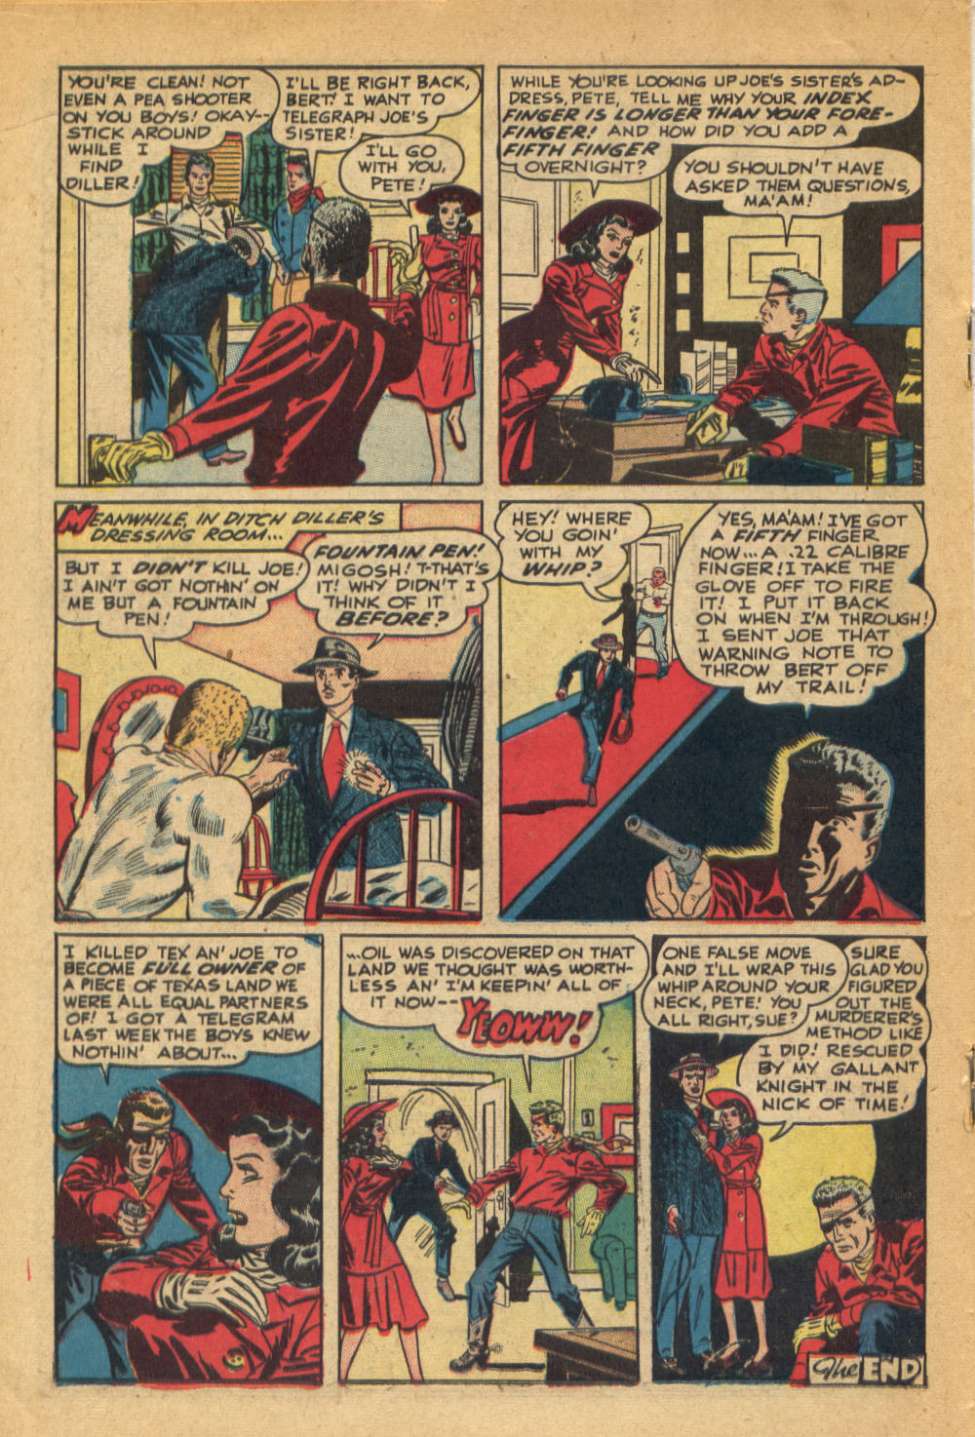 YOU'RE CLEAN! NOT
EVEN A PEA SHOOTER
ON YOU BOYS! OKAY--
STICK AROUND
WHILE I
FIND
DILLER!
I'LL BE RIGHT BACK,
BERT! I WANT TO
TELEGRAPH JOE'S
SISTER!
I'LL GO
WITH YOU,
PETE!
WHILE YOU'RE LOOKING UP JOE'S SISTER'S AD-
DRESS, PETE, TELL ME WHY YOUR INDEX
FINGER IS LONGER THAN YOUR FORE-
FINGER! AND HOW DID YOU ADD A
FIFTH FINGER
OVERNIGHT?
YOU SHOULDN'T HAVE
ASKED THEM QUESTIONS,
MA'AM!
MEANWHILE, IN DITCH DILLER'S
DRESSING ROOM...
BUT I DIDN'T KILL JOE!
I AIN'T GOT NOTHIN' ON
ME BUT A FOUNTAIN
PEN!
FOUNTAIN PEN!
MIGOSH! T-THAT'S
IT! WHY DIDN'T I
THINK OF IT
BEFORE?
HEY! WHERE
YOU GOIN'
WITH MY
WHIP?
YES, MA'AM! I'VE GOT
A FIFTH FINGER
NOW... A .22 CALIBRE
FINGER! I TAKE THE
GLOVE OFF TO FIRE
IT! I PUT IT BACK
ON WHEN I'M THROUGH!
I SENT JOE THAT
WARNING NOTE TO
THROW BERT OFF
MY TRAIL!
I KILLED TEX AN' JOE TO
BECOME FULL OWNER OF
A PIECE OF TEXAS LAND WE
WERE ALL EQUAL PARTNERS
OF! I GOT A TELEGRAM
LAST WEEK THE BOYS KNEW
NOTHIN' ABOUT...
...OIL WAS DISCOVERED ON THAT
LAND WE THOUGHT WAS WORTH-
LESS AN' I'M KEEPIN' ALL OF
IT NOW--
YEOWW!
ONE FALSE MOVE
AND I'LL WRAP THIS
WHIP AROUND YOUR
NECK, PETE! YOU
ALL RIGHT, SUE?
SURE
GLAD YOU
FIGURED
OUT THE
MURDERER'S
METHOD LIKE
I DID! RESCUED
BY MY GALLANT
KNIGHT IN THE
NICK OF TIME!
The END